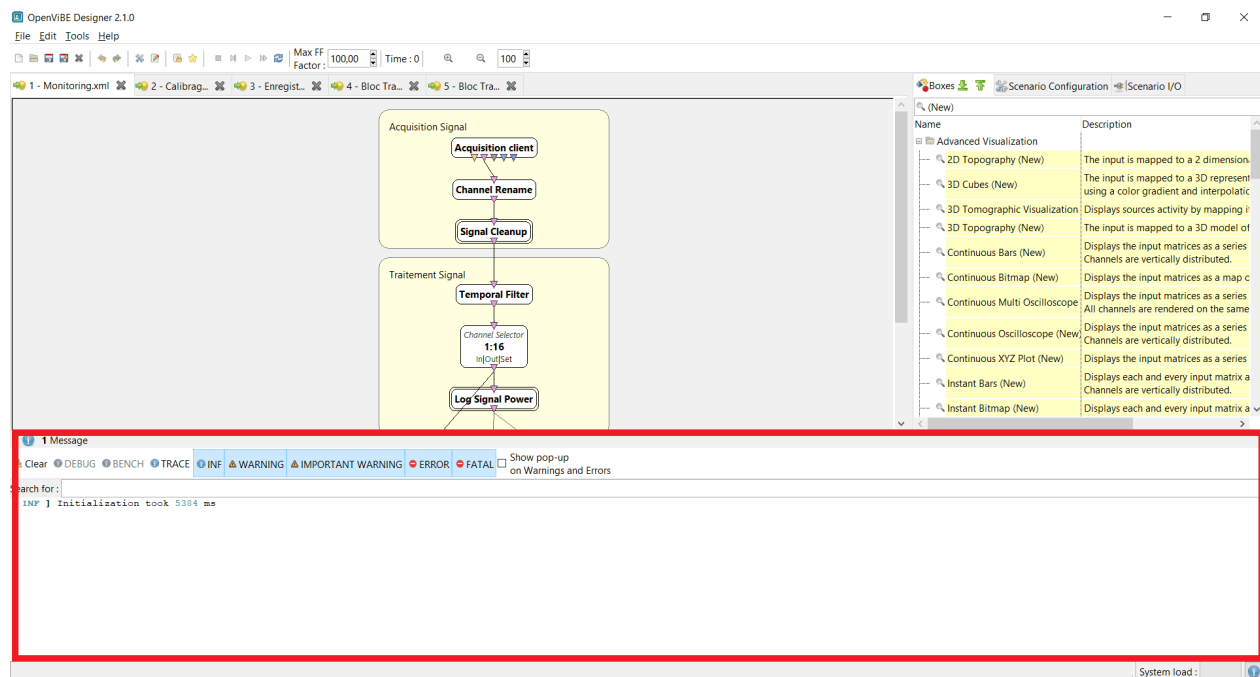 OpenViBE Designer 2.1.0
File Edit Tools Help
Max FF
Factor : 100,00 Time : 0 100
1 - Monitoring.xml 2 - Calibrag... 3 - Enregist... 4 - Bloc Tra... 5 - Bloc Tra...
Acquisition Signal
Acquisition client
Channel Rename
Signal Cleanup
Traitement Signal
Temporal Filter
Channel Selector
1:16
In|Out|Set
Log Signal Power
Boxes Scenario Configuration Scenario I/O
(New)
Name Description
Advanced Visualization
2D Topography (New) The input is mapped to a 2 dimension
3D Cubes (New) The input is mapped to a 3D represent
using a color gradient and interpolatic
3D Tomographic Visualization Displays sources activity by mapping i
3D Topography (New) The input is mapped to a 3D model of
Continuous Bars (New) Displays the input matrices as a series
Channels are vertically distributed.
Continuous Bitmap (New) Displays the input matrices as a map c
Continuous Multi Oscilloscope Displays the input matrices as a series
All channels are rendered on the same
Continuous Oscilloscope (New) Displays the input matrices as a series
Channels are vertically distributed.
Continuous XYZ Plot (New) Displays the input matrices as a series
Instant Bars (New) Displays each and every input matrix a
Channels are vertically distributed.
Instant Bitmap (New) Displays each and every input matrix a
1 Message
Clear DEBUG BENCH TRACE INF WARNING IMPORTANT WARNING ERROR FATAL Show pop-up
on Warnings and Errors
earch for :
INF ] Initialization took 5384 ms
System load :